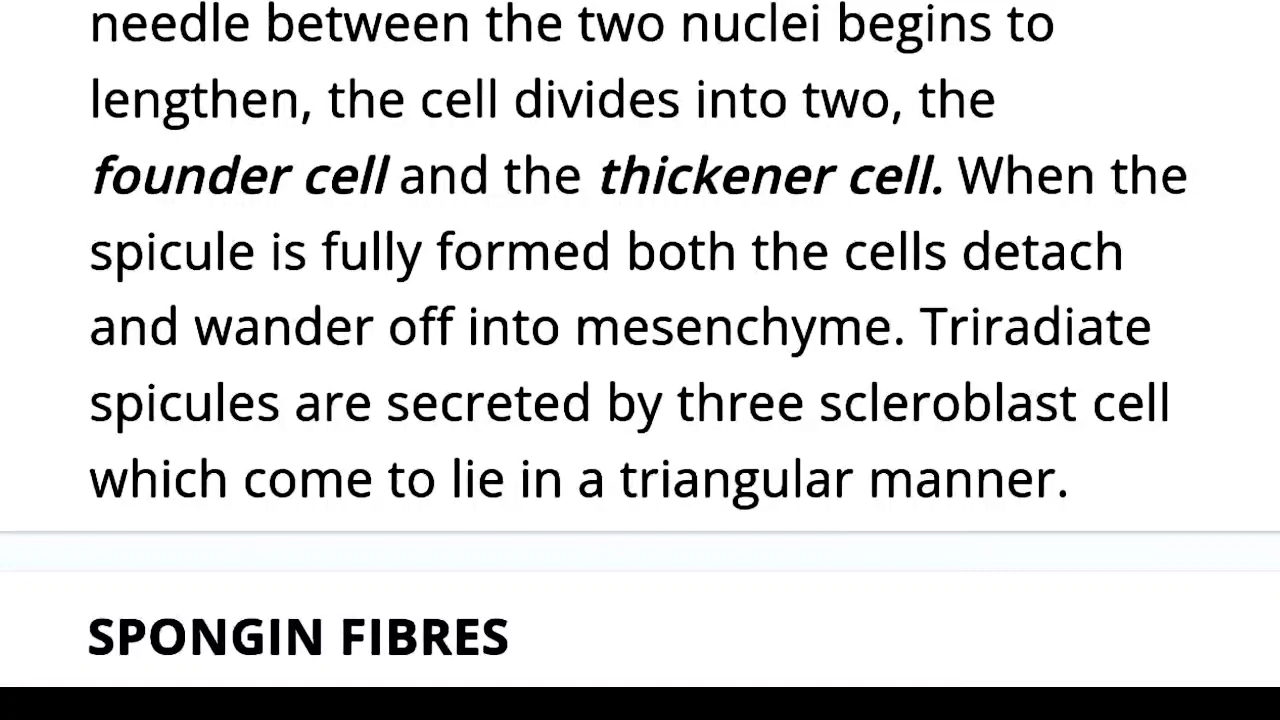 needle between the two nuclei begins to
lengthen, the cell divides into two, the
founder cell and the thickener cell. When the
spicule is fully formed both the cells detach
and wander off into mesenchyme. Triradiate
spicules are secreted by three scleroblast cell
which come to lie in a triangular manner.
SPONGIN FIBRES